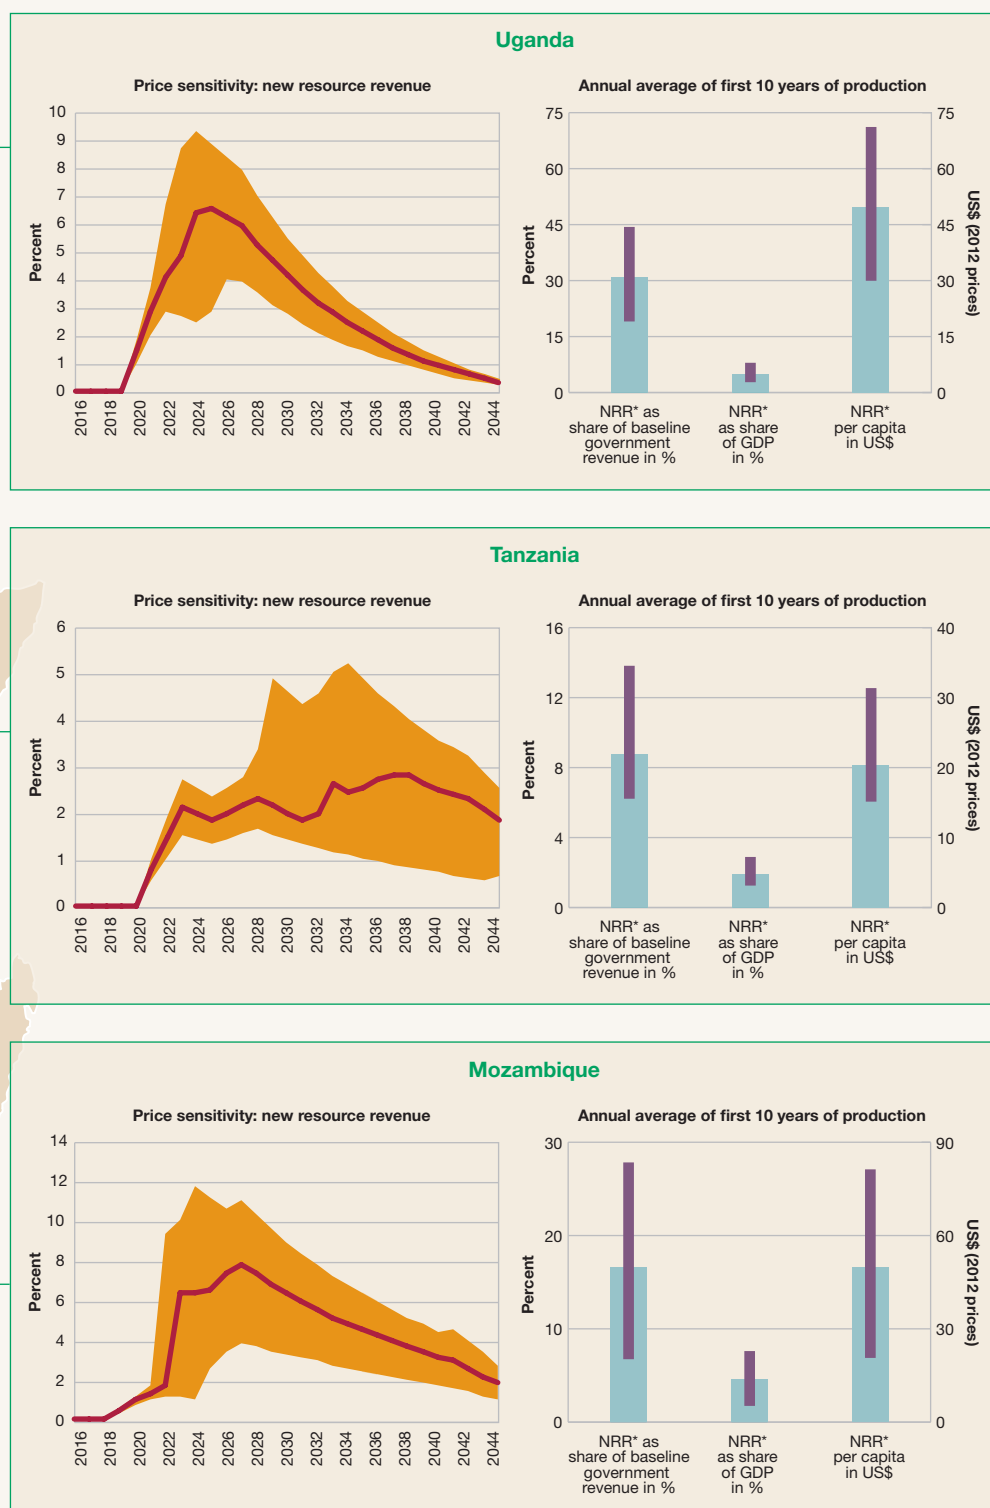 Uganda
Price sensitivity: new resource revenue
Percent
10
9
8
7
6
5
4
3
2
1
0
2016
2018
2020
2022
2024
2026
2028
2030
2032
2034
2036
2038
2040
2042
2044
Annual average of first 10 years of production
Percent
75
60
45
30
15
0
75
60
45
30
15
0
US$ (2012 prices)
NRR* as
share of baseline
government
revenue in %
NRR*
as share
of GDP
in %
NRR*
per capita
in US$
Tanzania
Price sensitivity: new resource revenue
Percent
6
5
4
3
2
1
0
2016
2018
2020
2022
2024
2026
2028
2030
2032
2034
2036
2038
2040
2042
2044
Annual average of first 10 years of production
Percent
16
12
8
4
0
40
30
20
10
0
US$ (2012 prices)
NRR* as
share of baseline
government
revenue in %
NRR*
as share
of GDP
in %
NRR*
per capita
in US$
Mozambique
Price sensitivity: new resource revenue
Percent
14
12
10
8
6
4
2
0
2016
2018
2020
2022
2024
2026
2028
2030
2032
2034
2036
2038
2040
2042
2044
Annual average of first 10 years of production
Percent
30
20
10
0
90
60
30
0
US$ (2012 prices)
NRR* as
share of baseline
government
revenue in %
NRR*
as share
of GDP
in %
NRR*
per capita
in US$